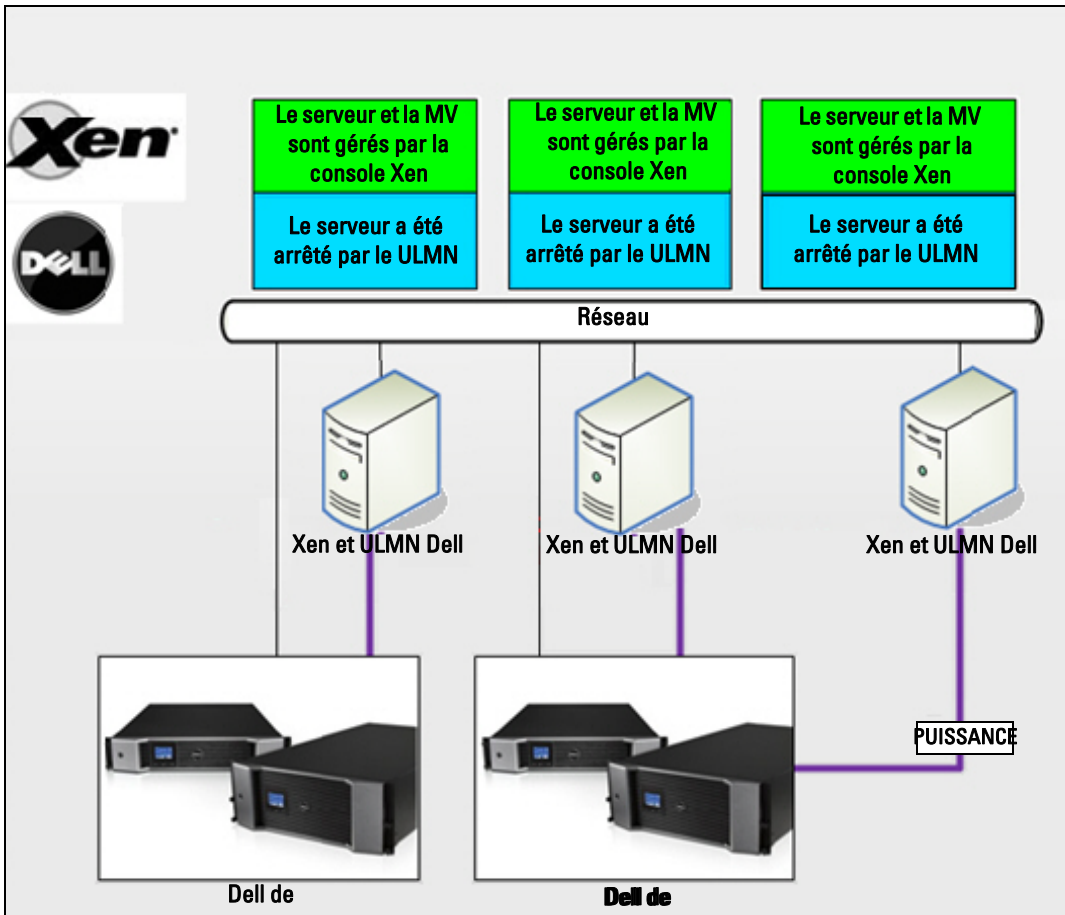 Xen
Le serveur et la MV
sont gérés par la
console Xen
Le serveur et la MV
sont gérés par la
console Xen
Le serveur et la MV
sont gérés par la
console Xen
DELL
Le serveur a été
arrêté par le ULMN
Le serveur a été
arrêté par le ULMN
Le serveur a été
arrêté par le ULMN
Réseau
Xen et ULMN Dell
Xen et ULMN Dell
Xen et ULMN Dell
PUISSANCE
Dell de
Dell de